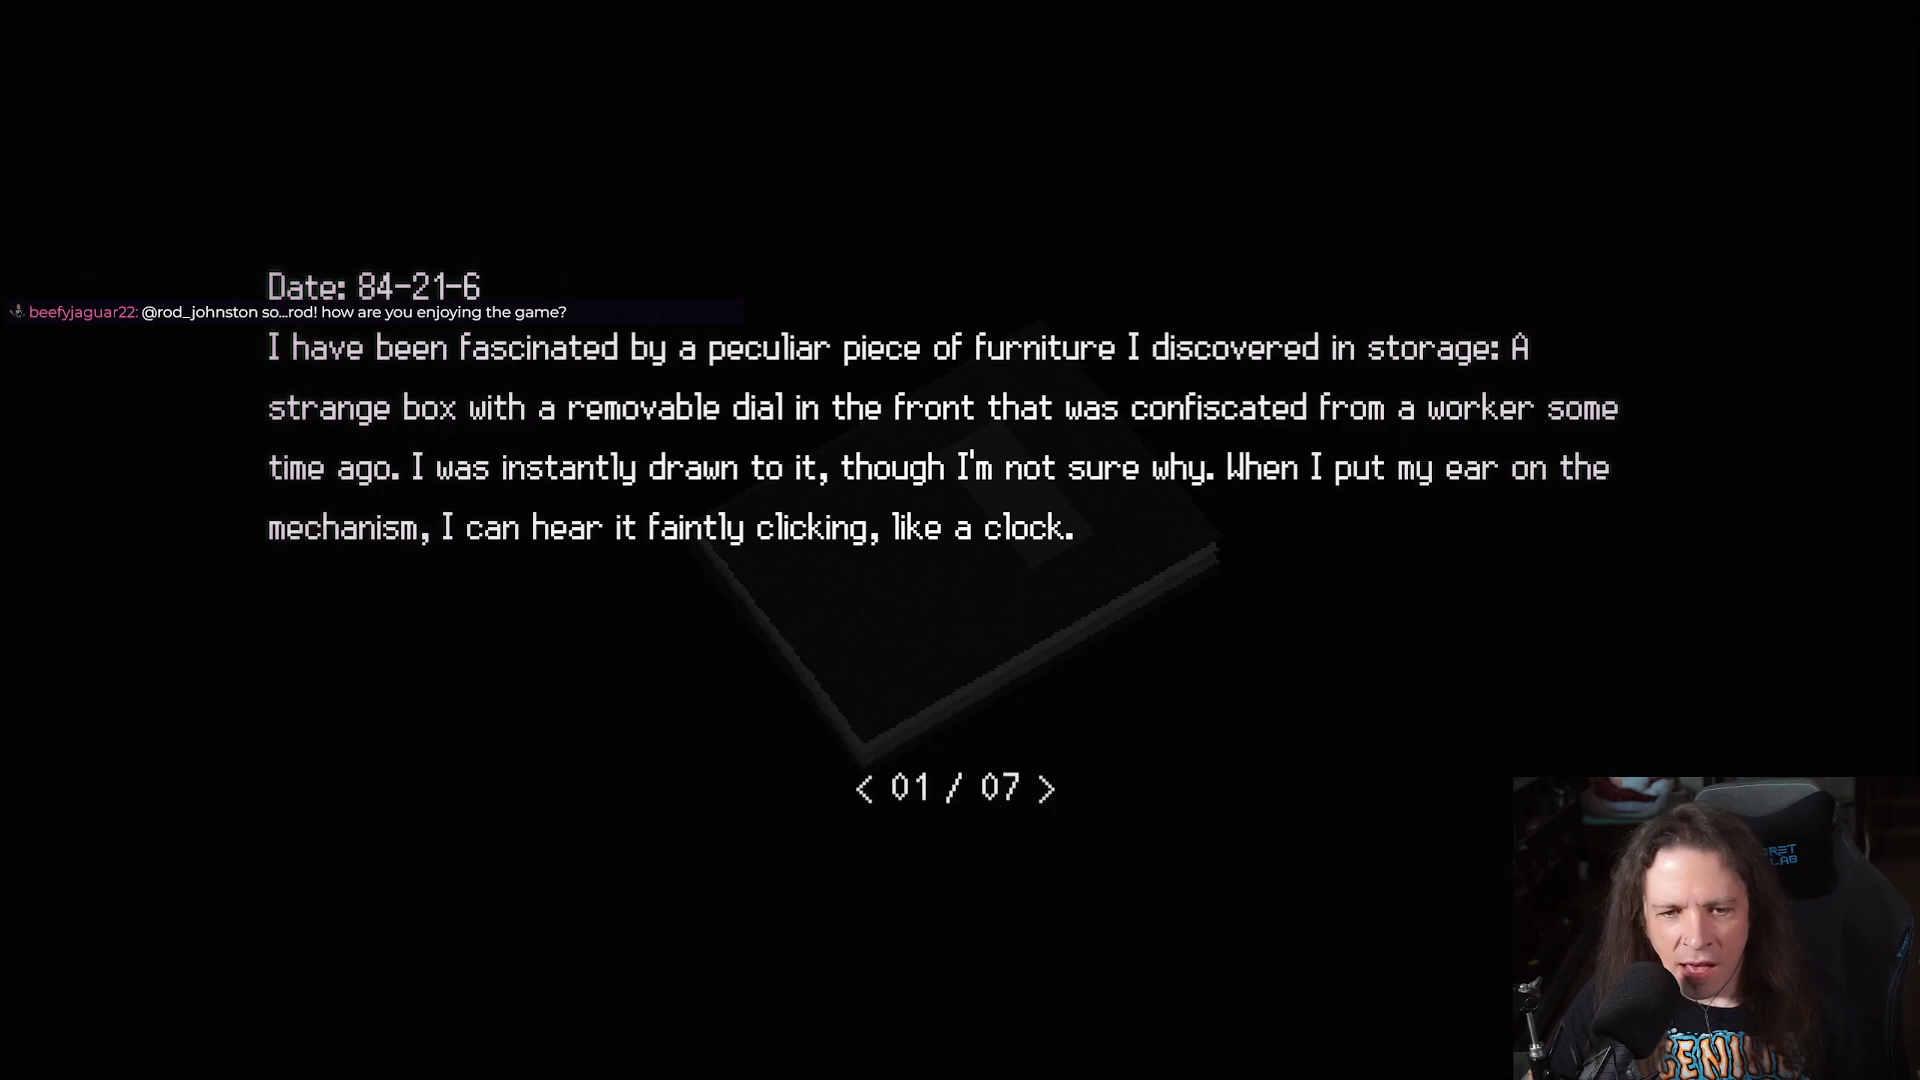 Date: 84-21-6
beefyjaguar22: @rod_johnston so...rod! how are you enjoying the game?
I have been fascinated by a peculiar piece of furniture I discovered in storage: A
strange box with a removable dial in the front that was confiscated from a worker some
time ago. I was instantly drawn to it, though I'm not sure why. When I put my ear on the
mechanism, I can hear it faintly clicking, like a clock.
< 01 / 07 >